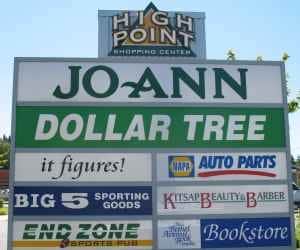 HIGH
POINT
SHOPPING CENTER
JO-ANN
DOLLAR TREE
it figures!
NAPA AUTO PARTS
BIG 5 SPORTING GOODS
KITSAP BEAUTY & BARBER
END ZONE
SPORTS PUB
Bookstore